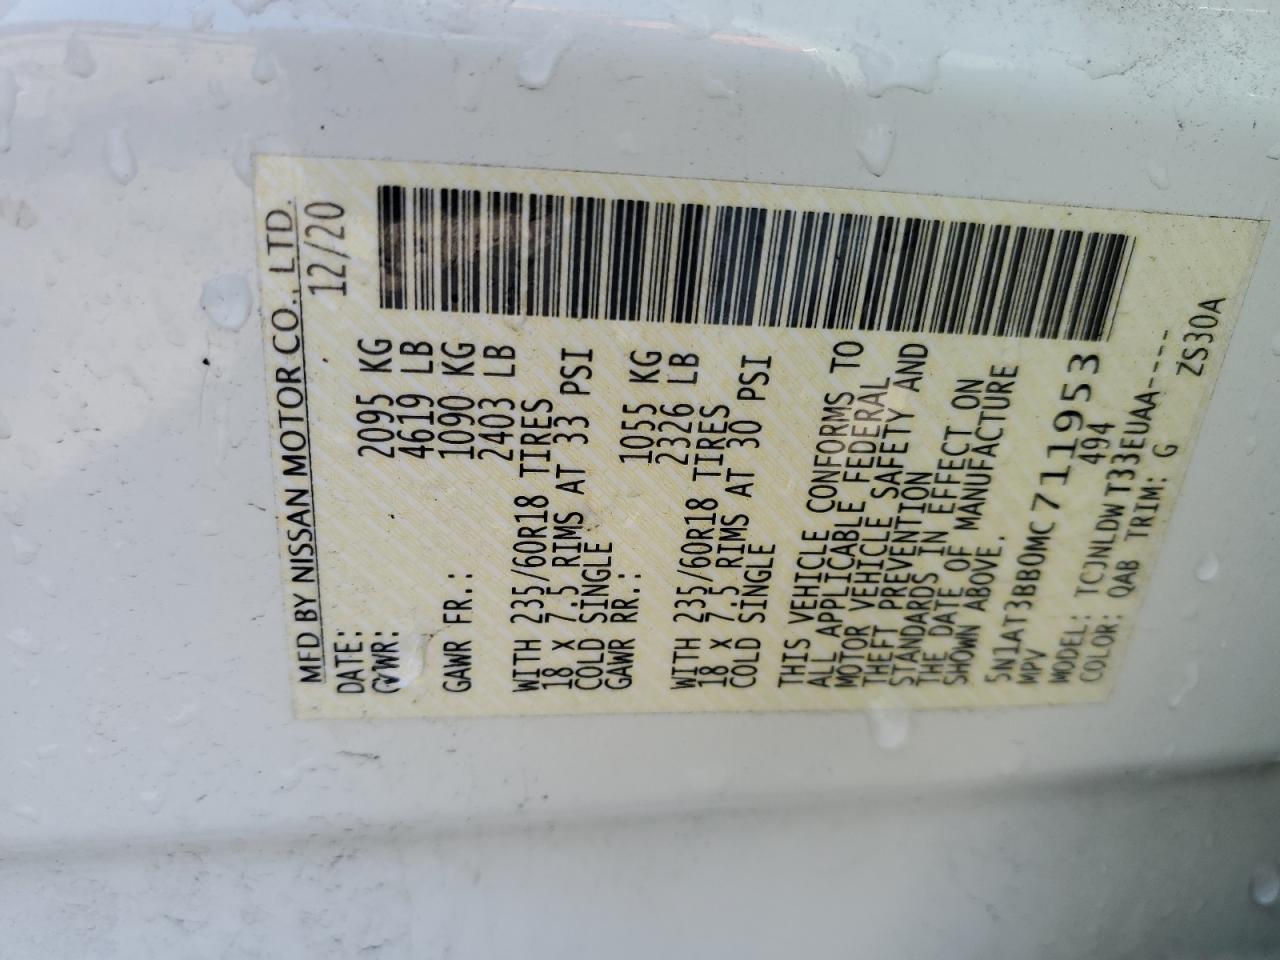 MFD BY NISSAN MOTOR CO., LTD.
DATE: 12/20
GVWR: 2095 KG
4619 LB
GAWR FR.: 1090 KG
2403 LB
WITH 235/60R18 TIRES
18 X 7.5 RIMS AT 33 PSI
COLD SINGLE
GAWR RR.: 1055 KG
2326 LB
WITH 235/60R18 TIRES
18 X 7.5 RIMS AT 30 PSI
COLD SINGLE
THIS VEHICLE CONFORMS TO
ALL APPLICABLE FEDERAL
MOTOR VEHICLE SAFETY AND
THEFT PREVENTION
STANDARDS IN EFFECT ON
THE DATE OF MANUFACTURE
SHOWN ABOVE.
5N1AT3BB0MC711953
MPV 494
MODEL: TCJNLDWT33EUAA----
COLOR: QAB TRIM: G
ZS30A